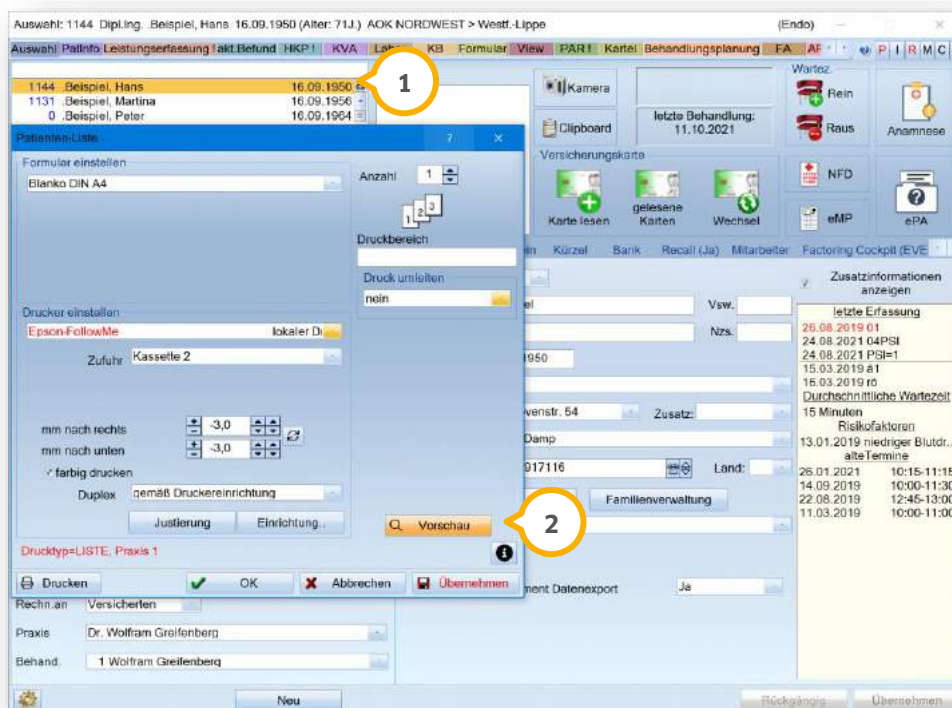 Auswahl: 1144 Dipl.Ing. .Beispiel, Hans 16.09.1950 (Alter: 71J.) AOK NORDWEST > Westf.-Lippe (Endo)
Auswahl PatInfo Leistungserfassung ! akt.Befund HKP ! KVA KB Formular View PAR ! Kartei Behandlungsplanung FA P I R M C
1144 .Beispiel, Hans 16.09.1950
1131 .Beispiel, Martina 16.09.1956
0 .Beispiel, Peter 16.09.1964
1
Kamera
Clipboard
letzte Behandlung:
11.10.2021
Wartez.
Rein
Raus
Anamnese
Versicherungskarte
Karte lesen
gelesene
Karten
Wechsel
NFD
eMP
ePA
Kürzel Bank Recall (Ja) Mitarbeiter Factoring Cockpit (EVE
Patienten-Liste ?
Formular einstellen
Blanko DIN A4
Anzahl 1
1 2 3
Druckbereich
Druck umleiten
nein
Drucker einstellen
Epson-FollowMe lokaler
Zufuhr Kassette 2
mm nach rechts -3,0
mm nach unten -3,0
farbig drucken
Duplex gemäß Druckereinrichtung
Justierung Einrichtung..
Vorschau
2
Drucktyp=LISTE, Praxis 1
Drucken OK Abbrechen Übernehmen
Vsw.
Nzs.
1950
venstr. 54 Zusatz:
Damp
917116 Land:
Familienverwaltung
ment Datenexport Ja
Zusatzinformationen
anzeigen
letzte Erfassung
26.08.2019 01
24.08.2021 04PSI
24.08.2021 PSI=1
15.03.2019 ä1
16.03.2019 rö
Durchschnittliche Wartezeit
15 Minuten
Risikofaktoren
13.01.2019 niedriger Blutdr..
alteTermine
26.01.2021 10:15-11:15
14.09.2019 10:00-11:30
22.08.2019 12:45-13:00
11.03.2019 10:00-11:00
Rechn.an Versicherten
Praxis Dr. Wolfram Greifenberg
Behand. 1 Wolfram Greifenberg
Neu
Rückgängig Übernehmen